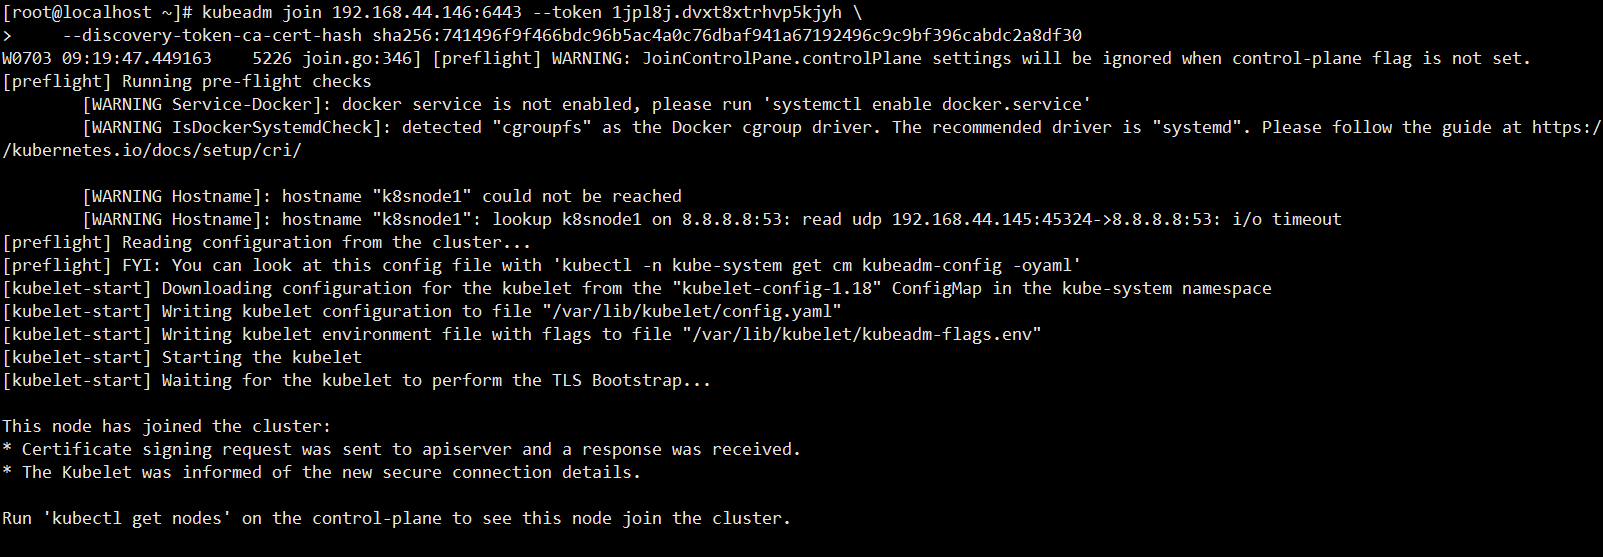 [root@localhost ~]# kubeadm join 192.168.44.146:6443 --token 1jpl8j.dvxt8xtrhvp5kjyh \
>     --discovery-token-ca-cert-hash sha256:741496f9f466bdc96b5ac4a0c76dbaf941a67192496c9c9bf396cabdc2a8df30
W0703 09:19:47.449163    5226 join.go:346] [preflight] WARNING: JoinControlPane.controlPlane settings will be ignored when control-plane flag is not set.
[preflight] Running pre-flight checks
        [WARNING Service-Docker]: docker service is not enabled, please run 'systemctl enable docker.service'
        [WARNING IsDockerSystemdCheck]: detected "cgroupfs" as the Docker cgroup driver. The recommended driver is "systemd". Please follow the guide at https:/
/kubernetes.io/docs/setup/cri/
        [WARNING Hostname]: hostname "k8snode1" could not be reached
        [WARNING Hostname]: hostname "k8snode1": lookup k8snode1 on 8.8.8.8:53: read udp 192.168.44.145:45324->8.8.8.8:53: i/o timeout
[preflight] Reading configuration from the cluster...
[preflight] FYI: You can look at this config file with 'kubectl -n kube-system get cm kubeadm-config -oyaml'
[kubelet-start] Downloading configuration for the kubelet from the "kubelet-config-1.18" ConfigMap in the kube-system namespace
[kubelet-start] Writing kubelet configuration to file "/var/lib/kubelet/config.yaml"
[kubelet-start] Writing kubelet environment file with flags to file "/var/lib/kubelet/kubeadm-flags.env"
[kubelet-start] Starting the kubelet
[kubelet-start] Waiting for the kubelet to perform the TLS Bootstrap...
This node has joined the cluster:
* Certificate signing request was sent to apiserver and a response was received.
* The Kubelet was informed of the new secure connection details.
Run 'kubectl get nodes' on the control-plane to see this node join the cluster.